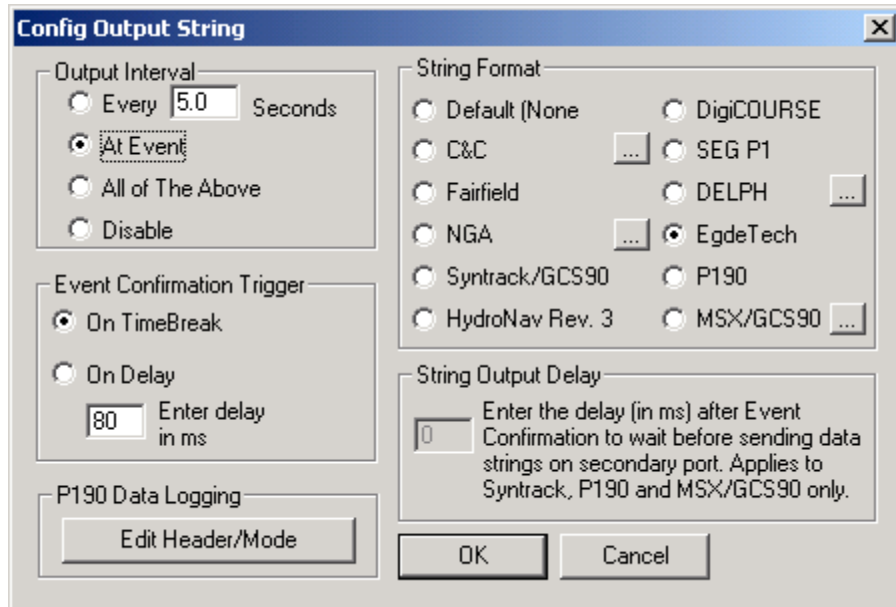 Config Output String
Output Interval
Every 5.0 Seconds
At Event
All of The Above
Disable
Event Confirmation Trigger
On TimeBreak
On Delay
80 Enter delay
in ms
P190 Data Logging
Edit Header/Mode
String Format
Default (None
DigiCOURSE
C&C ...
SEG P1
Fairfield
DELPH ...
NGA ...
EgdeTech
Syntrack/GCS90
P190
HydroNav Rev. 3
MSX/GCS90 ...
String Output Delay
0
Enter the delay (in ms) after Event
Confirmation to wait before sending data
strings on secondary port. Applies to
Syntrack, P190 and MSX/GCS90 only.
OK
Cancel